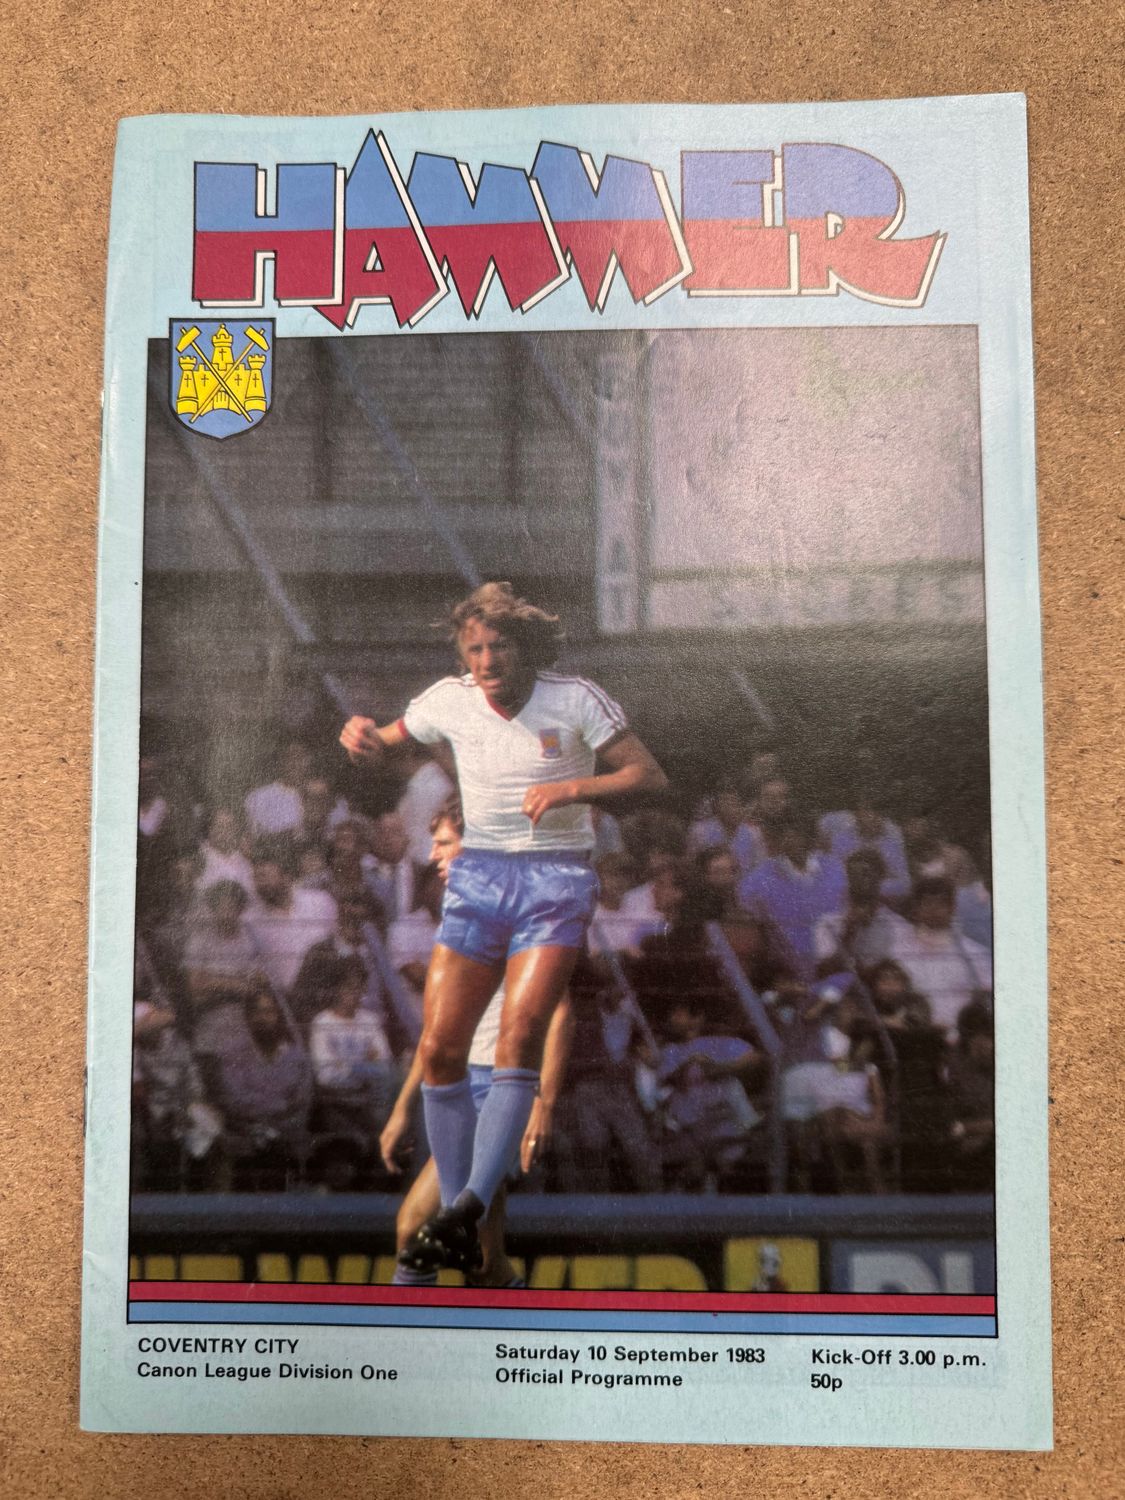 HAMMER
COVENTRY CITY
Canon League Division One
Saturday 10 September 1983
Official Programme
Kick-Off 3.00 p.m.
50p